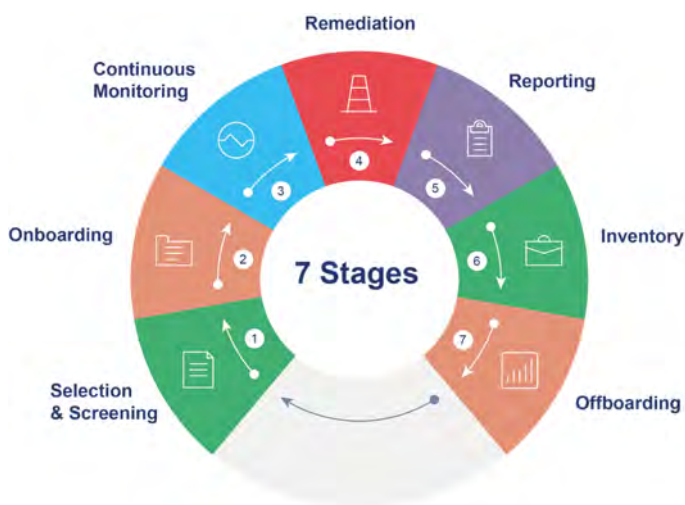 Remediation
Continuous
Monitoring
Reporting
4
3
5
Onboarding
2
7 Stages
6
Inventory
1
7
Selection
& Screening
Offboarding